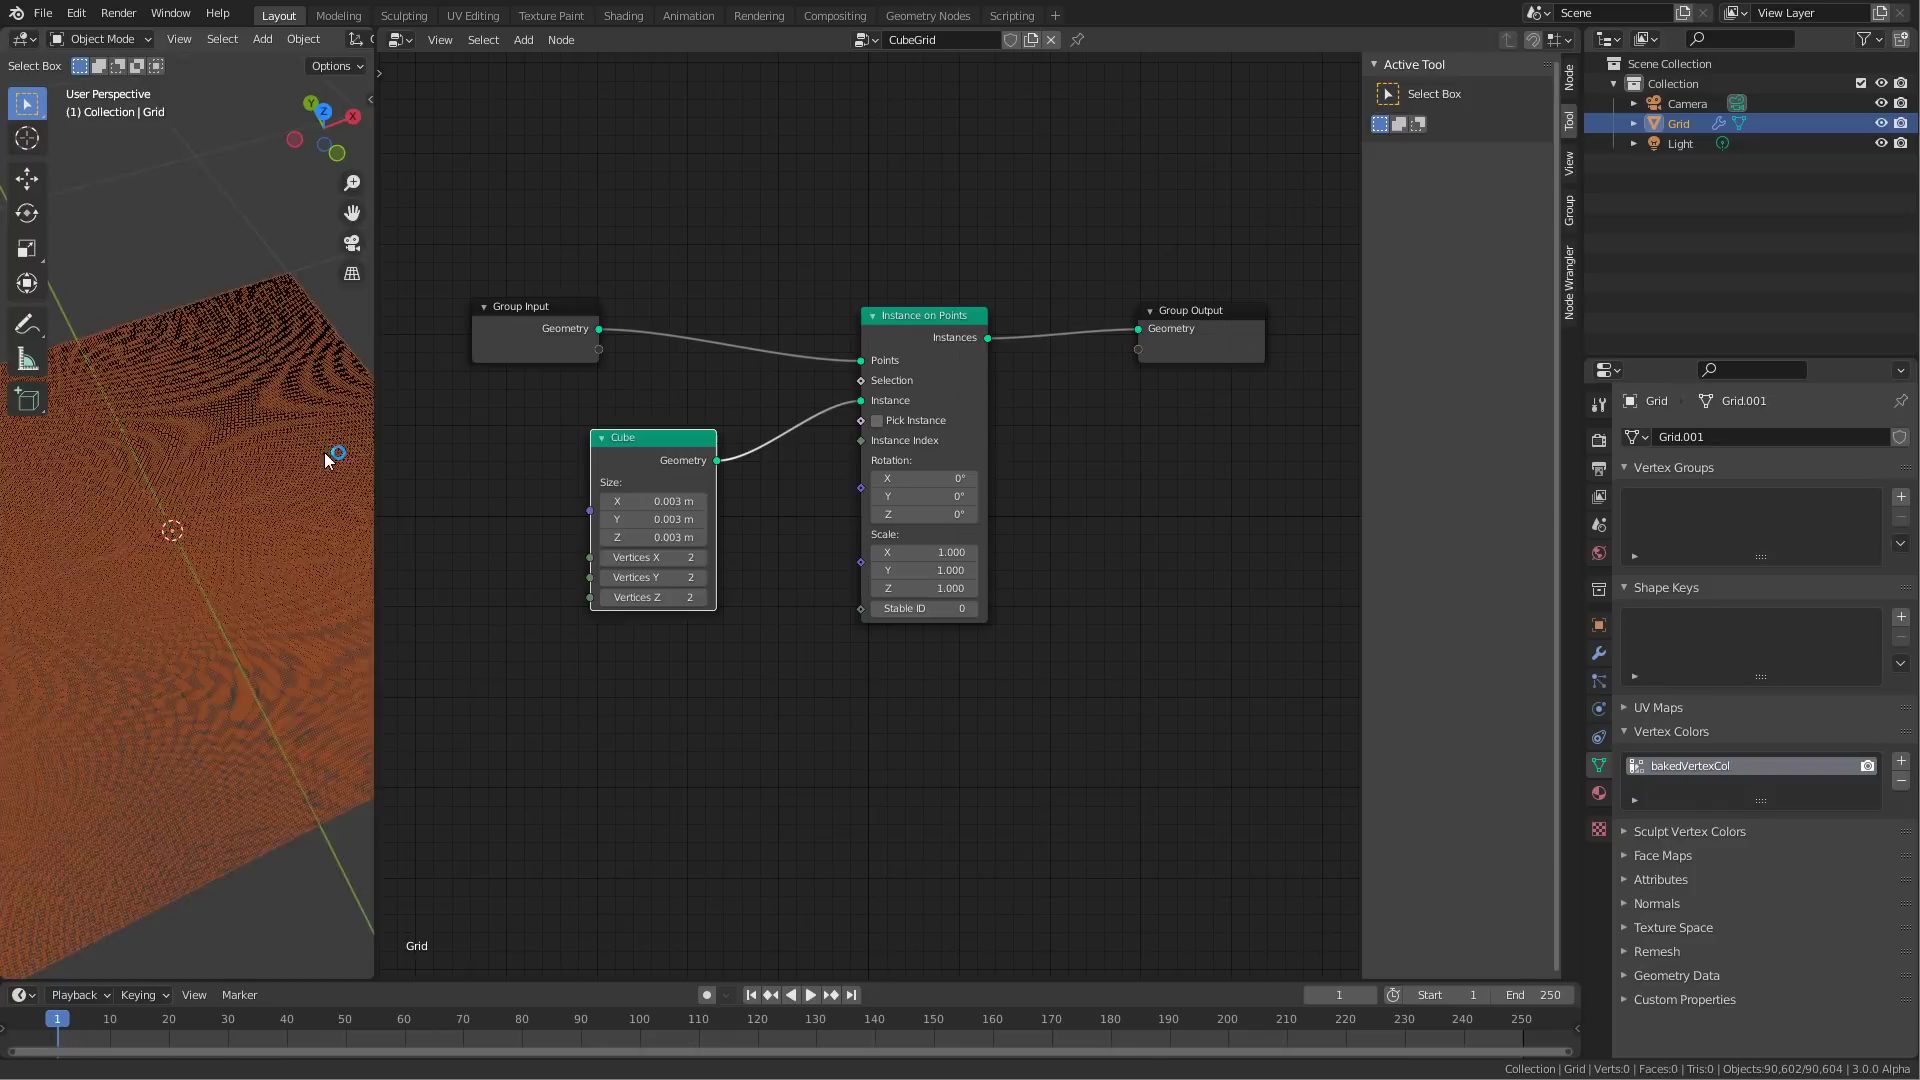 File Edit Render Window Help
Layout Modeling Sculpting UV Editing Texture Paint Shading Animation Rendering Compositing Geometry Nodes Scripting +
Scene
View Layer
Object Mode View Select Add Object
View Select Add Node
CubeGrid
Select Box
Options
User Perspective
(1) Collection | Grid
Y
Z
X
Group Input
Geometry
Cube
Geometry
Size:
X 0.003 m
Y 0.003 m
Z 0.003 m
Vertices X 2
Vertices Y 2
Vertices Z 2
Instance on Points
Instances
Points
Selection
Instance
Pick Instance
Instance Index
Rotation:
X 0°
Y 0°
Z 0°
Scale:
X 1.000
Y 1.000
Z 1.000
Stable ID 0
Group Output
Geometry
Grid
Active Tool
Select Box
Node
Tool
View
Group
Node Wrangler
Scene Collection
Collection
Camera
Grid
Light
Grid Grid.001
Grid.001
Vertex Groups
Shape Keys
UV Maps
Vertex Colors
bakedVertexCol
Sculpt Vertex Colors
Face Maps
Attributes
Normals
Texture Space
Remesh
Geometry Data
Custom Properties
Playback Keying View Marker
1 Start 1 End 250
1 10 20 30 40 50 60 70 80 90 100 110 120 130 140 150 160 170 180 190 200 210 220 230 240 250
Collection | Grid | Verts:0 | Faces:0 | Tris:0 | Objects:90,602/90,604 | 3.0.0 Alpha